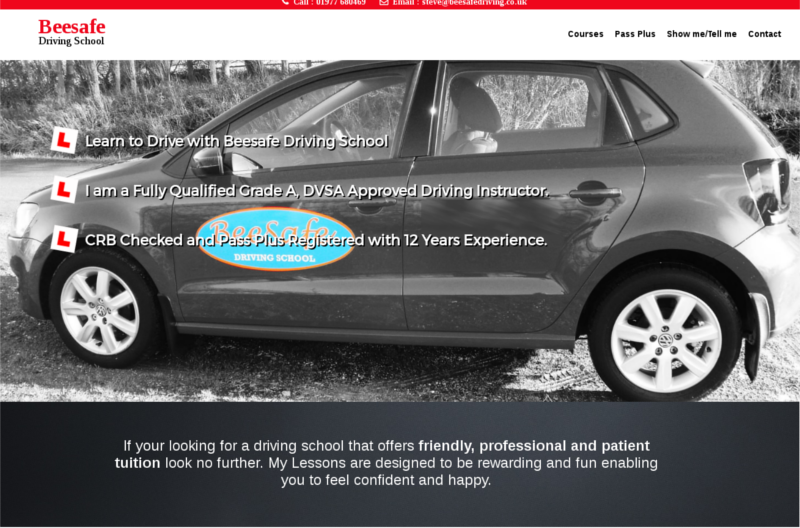 Call : 01977 680469 Email : steve@beesafedriving.co.uk
Beesafe
Driving School
Courses Pass Plus Show me/Tell me Contact
L Learn to Drive with Beesafe Driving School
L I am a Fully Qualified Grade A, DVSA Approved Driving Instructor.
L CRB Checked and Pass Plus Registered with 12 Years Experience.
BeeSafe
DRIVING SCHOOL
If your looking for a driving school that offers friendly, professional and patient
tuition look no further. My Lessons are designed to be rewarding and fun enabling
you to feel confident and happy.